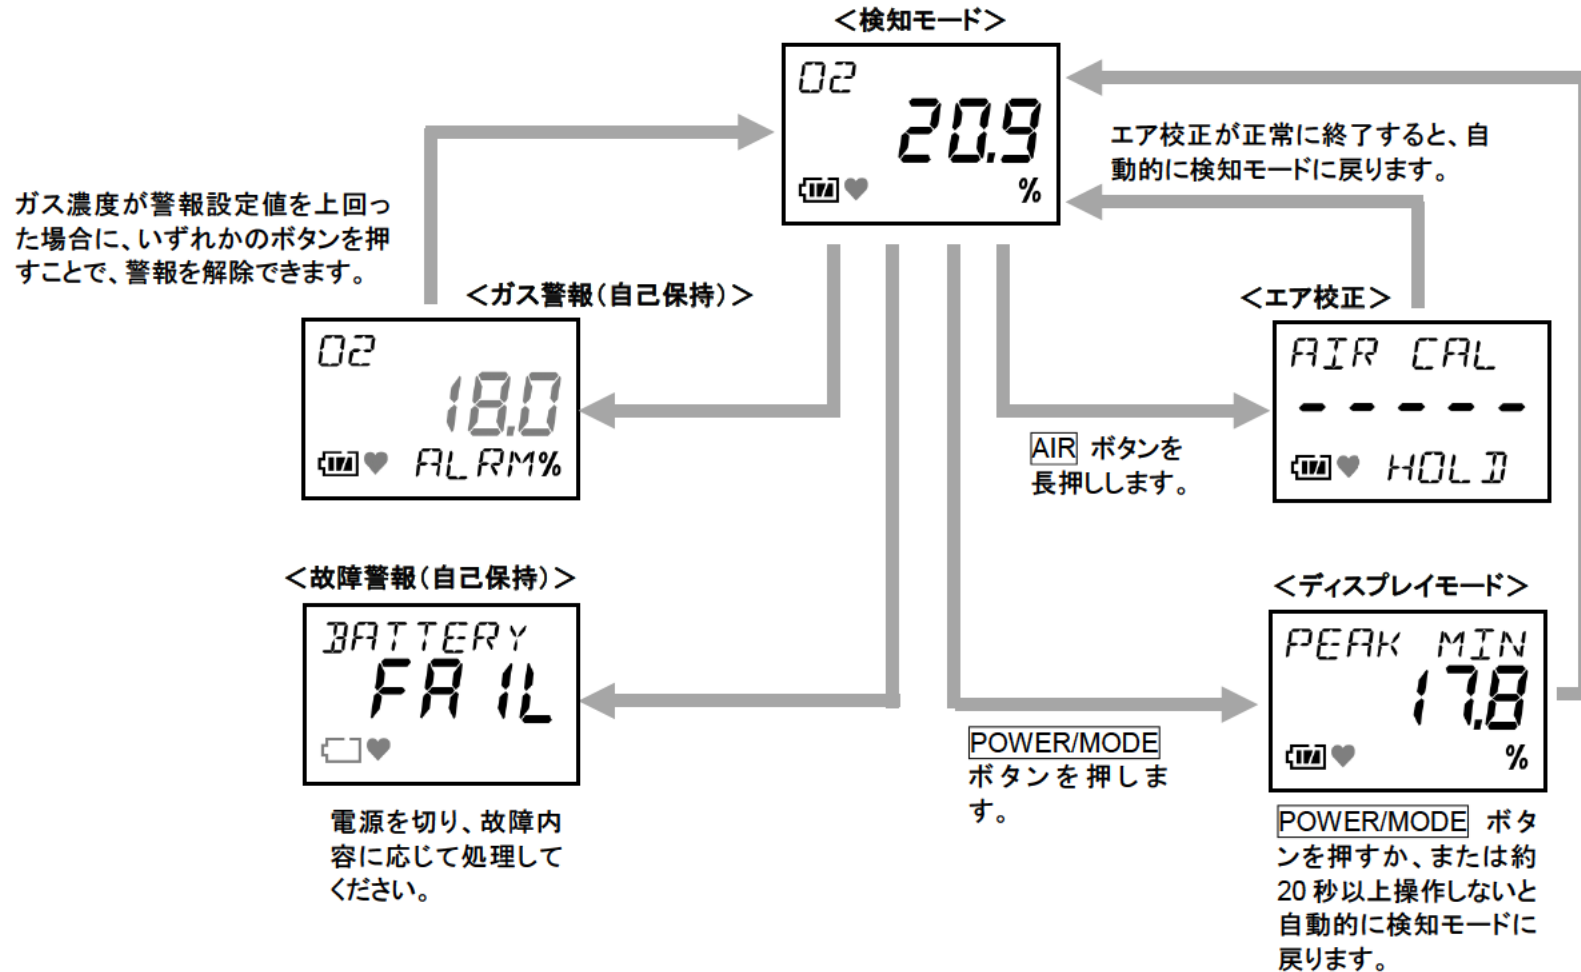 ＜検知モード＞
O2
20.9
%
エア校正が正常に終了すると、自
動的に検知モードに戻ります。
ガス濃度が警報設定値を上回っ
た場合に、いずれかのボタンを押
すことで、警報を解除できます。
＜ガス警報（自己保持）＞
O2
18.0
ALRM%
＜エア校正＞
AIR CAL
- - - - -
HOLD
AIR ボタンを
長押しします。
＜故障警報（自己保持）＞
BATTERY
FAIL
電源を切り、故障内
容に応じて処理して
ください。
＜ディスプレイモード＞
PEAK MIN
17.8
%
POWER/MODE
ボタンを押しま
す。
POWER/MODE ボタ
ンを押すか、または約
20 秒以上操作しないと
自動的に検知モードに
戻ります。